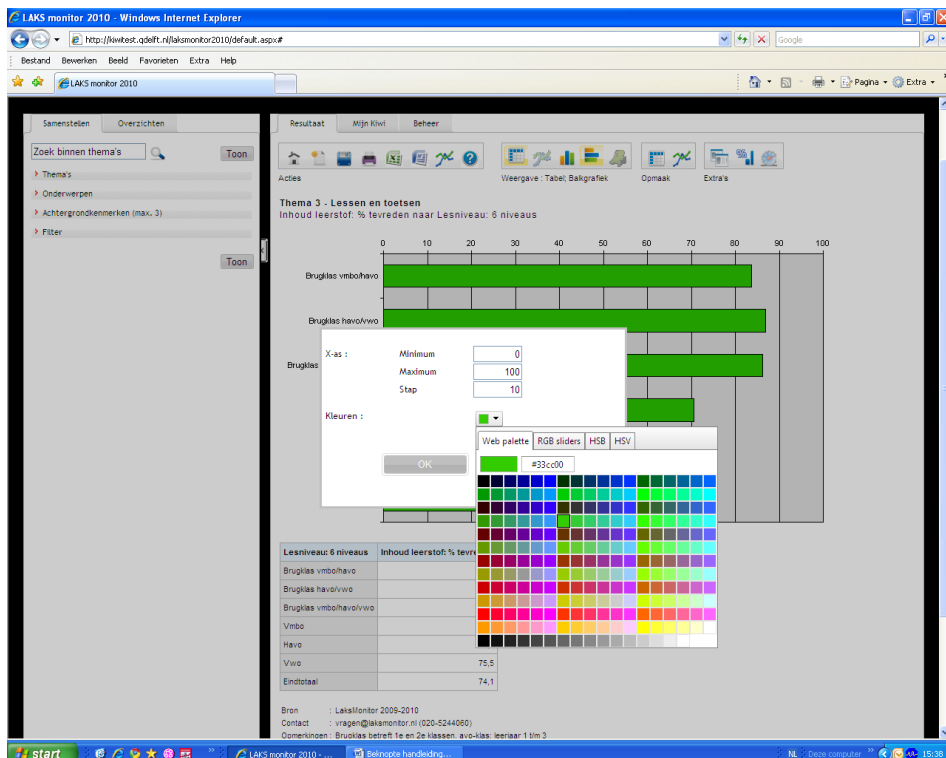 LAKS monitor 2010 - Windows Internet Explorer
http://kiwitest.qdelft.nl/laksmonitor2010/default.aspx#
Google
Bestand Bewerken Beeld Favorieten Extra Help
LAKS monitor 2010
Pagina Extra
Samenstellen Overzichten
Resultaat Mijn Kiwi Beheer
Zoek binnen thema's Toon
Thema's
Onderwerpen
Achtergrondkenmerken (max. 3)
Filter
Toon
Acties Weergave : Tabel; Balkgrafiek Opmaak Extra's
Thema 3 - Lessen en toetsen
Inhoud leerstof: % tevreden naar Lesniveau: 6 niveaus
0 10 20 30 40 50 60 70 80 90 100
Brugklas vmbo/havo
Brugklas havo/vwo
Brugklas
X-as : Minimum 0
Maximum 100
Stap 10
Kleuren :
OK
Web palette RGB sliders HSB HSV
#33cc00
Lesniveau: 6 niveaus Inhoud leerstof: % tevre
Brugklas vmbo/havo
Brugklas havo/vwo
Brugklas vmbo/havo/vwo
Vmbo
Havo
Vwo 75,5
Eindtotaal 74,1
Bron : LaksMonitor 2009-2010
Contact : vragen@laksmonitor.nl (020-5244060)
Opmerkingen : Brugklas betreft 1e en 2e klassen, avo-klas: leerjaar 1 t/m 3
start
LAKS monitor 2010 - ...
Beknopte handleiding...
NL Deze computer 15:38